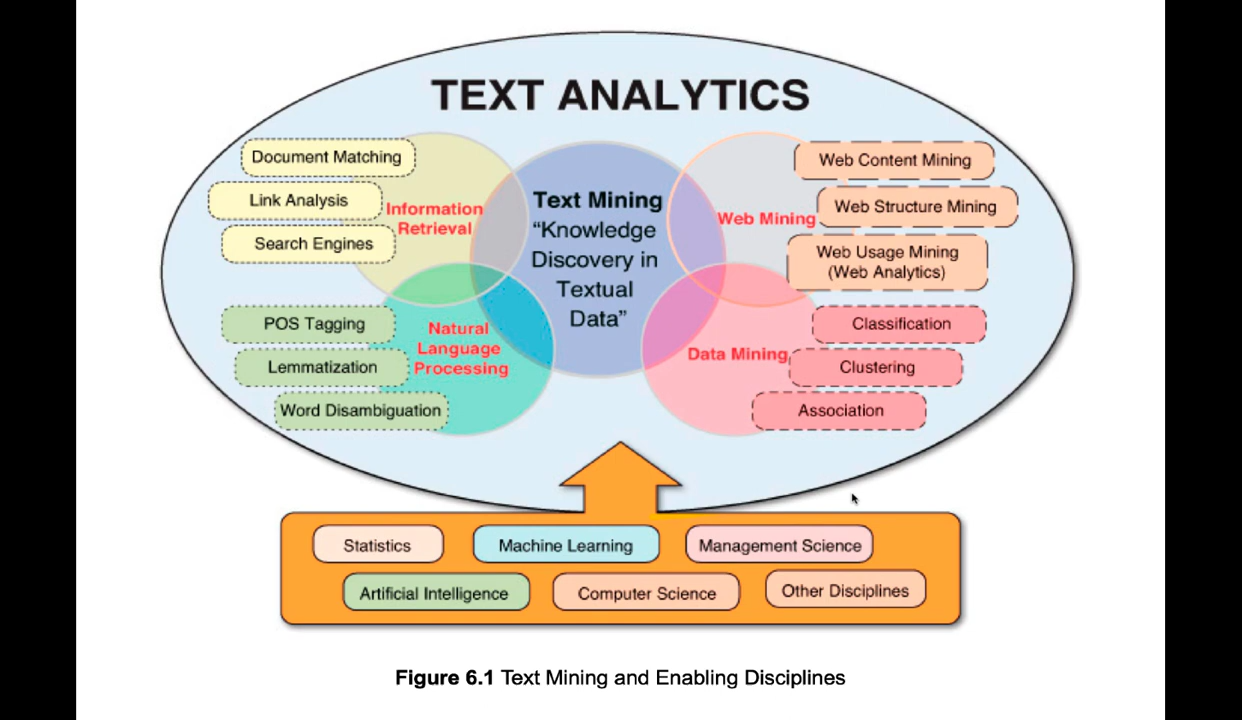 TEXT ANALYTICS
Document Matching
Link Analysis
Search Engines
Information
Retrieval
Text Mining
“Knowledge
Discovery in
Textual
Data”
Web Mining
Web Content Mining
Web Structure Mining
Web Usage Mining
(Web Analytics)
POS Tagging
Lemmatization
Word Disambiguation
Natural
Language
Processing
Data Mining
Classification
Clustering
Association
Statistics
Machine Learning
Management Science
Artificial Intelligence
Computer Science
Other Disciplines
Figure 6.1 Text Mining and Enabling Disciplines